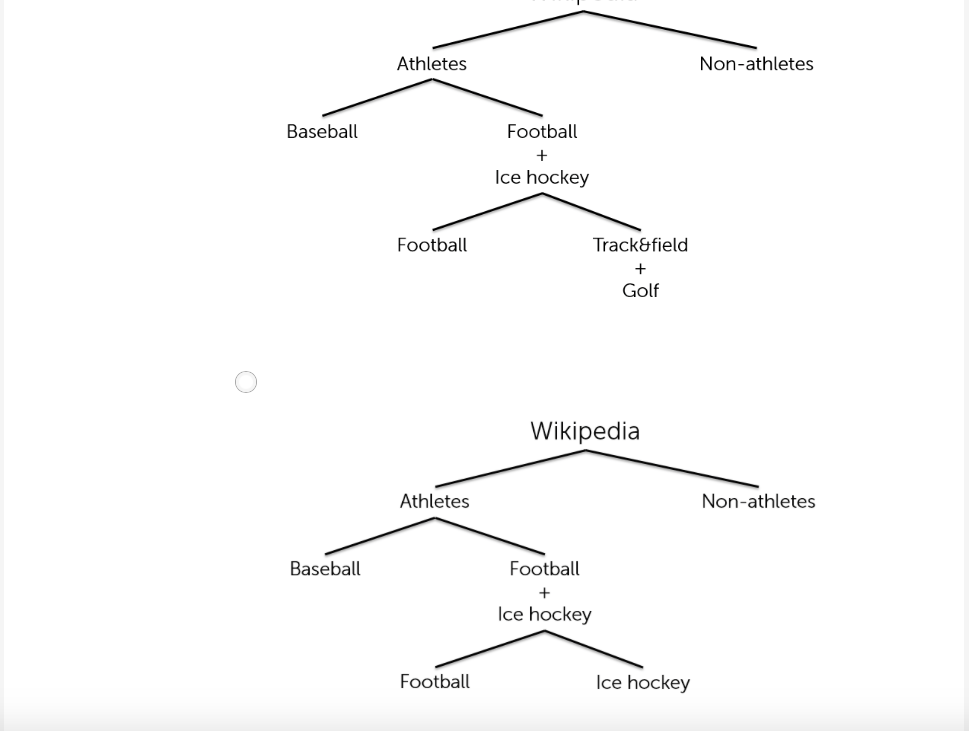 Athletes Non-athletes
Baseball Football
+
Ice hockey
Football Track&field
+
Golf
Wikipedia
Athletes Non-athletes
Baseball Football
+
Ice hockey
Football Ice hockey